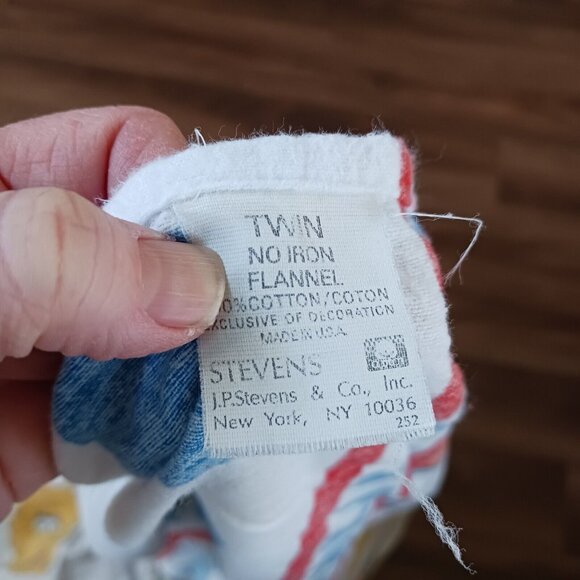 TWIN
NO IRON
FLANNEL
0% COTTON/COTON
EXCLUSIVE OF DECORATION
MADE IN U.S.A.
STEVENS
J.P.Stevens & Co., Inc.
New York, NY 10036
252